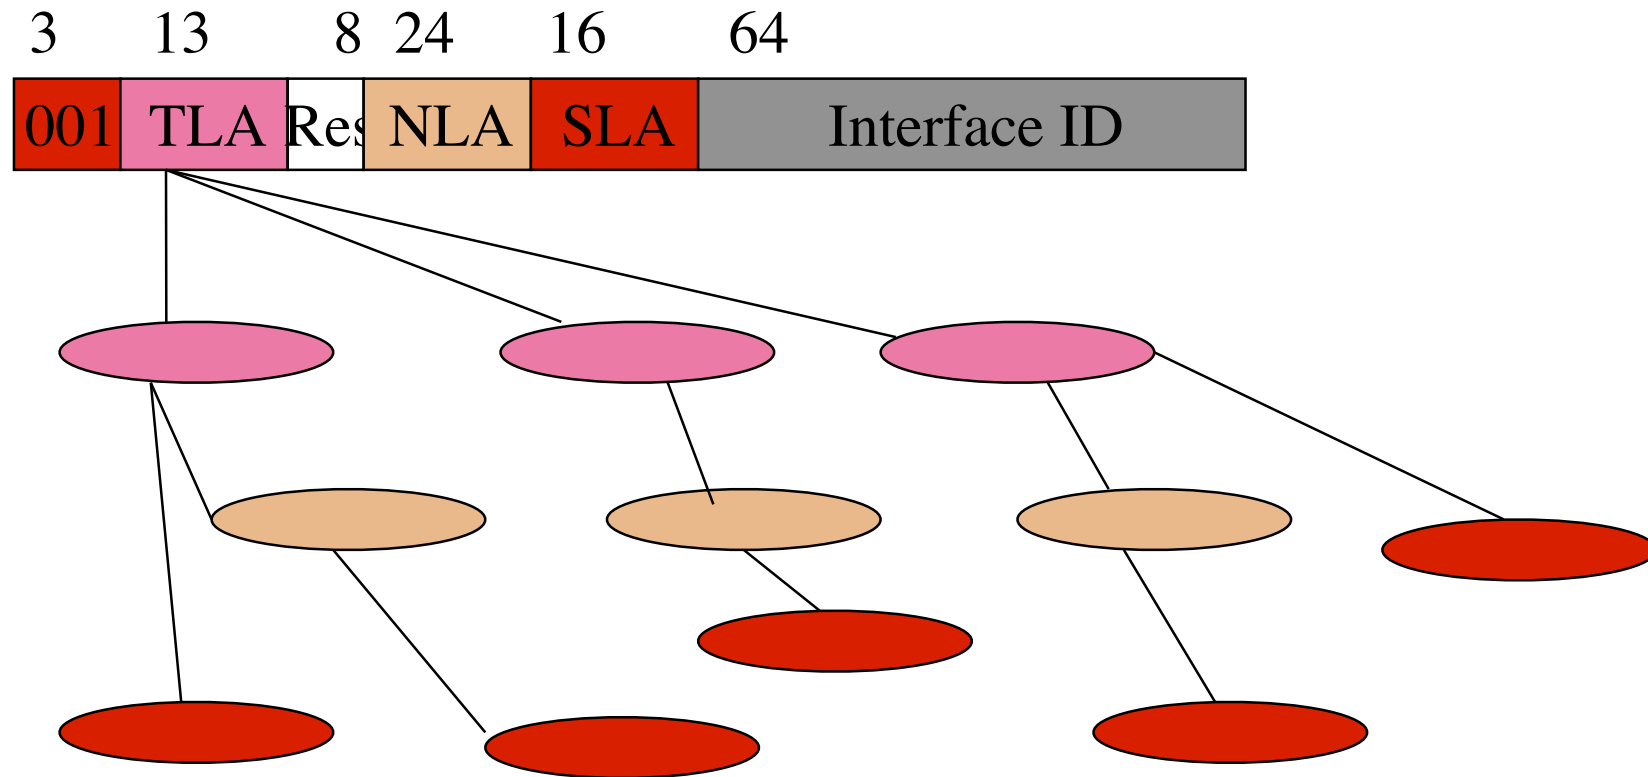 3 13 8 24 16 64
001 TLA Res NLA SLA Interface ID